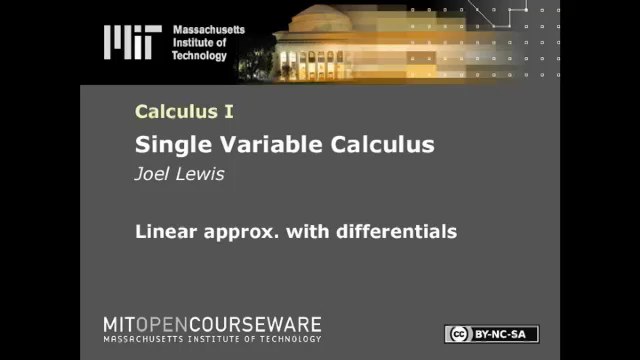 MIT
Massachusetts
Institute of
Technology
Calculus I
Single Variable Calculus
Joel Lewis
Linear approx. with differentials
MITOPENCOURSEWARE
MASSACHUSETTS INSTITUTE OF TECHNOLOGY
cc BY-NC-SA